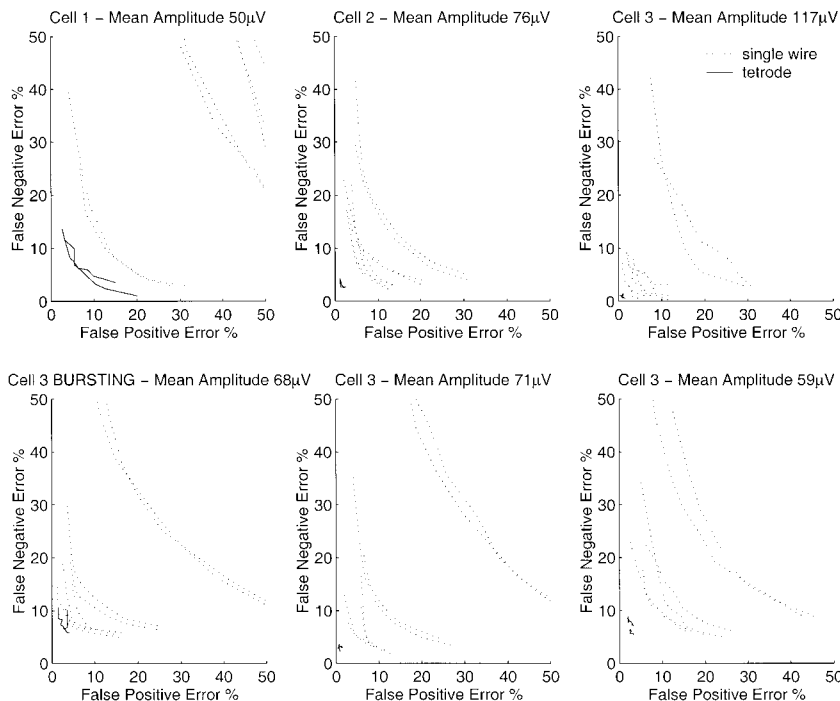 Cell 1 – Mean Amplitude 50µV
Cell 2 – Mean Amplitude 76µV
Cell 3 – Mean Amplitude 117µV
single wire
tetrode
False Negative Error %
50
40
30
20
10
0
0 10 20 30 40 50
False Positive Error %
False Negative Error %
50
40
30
20
10
0
0 10 20 30 40 50
False Positive Error %
False Negative Error %
50
40
30
20
10
0
0 10 20 30 40 50
False Positive Error %
Cell 3 BURSTING – Mean Amplitude 68µV
Cell 3 – Mean Amplitude 71µV
Cell 3 – Mean Amplitude 59µV
False Negative Error %
50
40
30
20
10
0
0 10 20 30 40 50
False Positive Error %
False Negative Error %
50
40
30
20
10
0
0 10 20 30 40 50
False Positive Error %
False Negative Error %
50
40
30
20
10
0
0 10 20 30 40 50
False Positive Error %